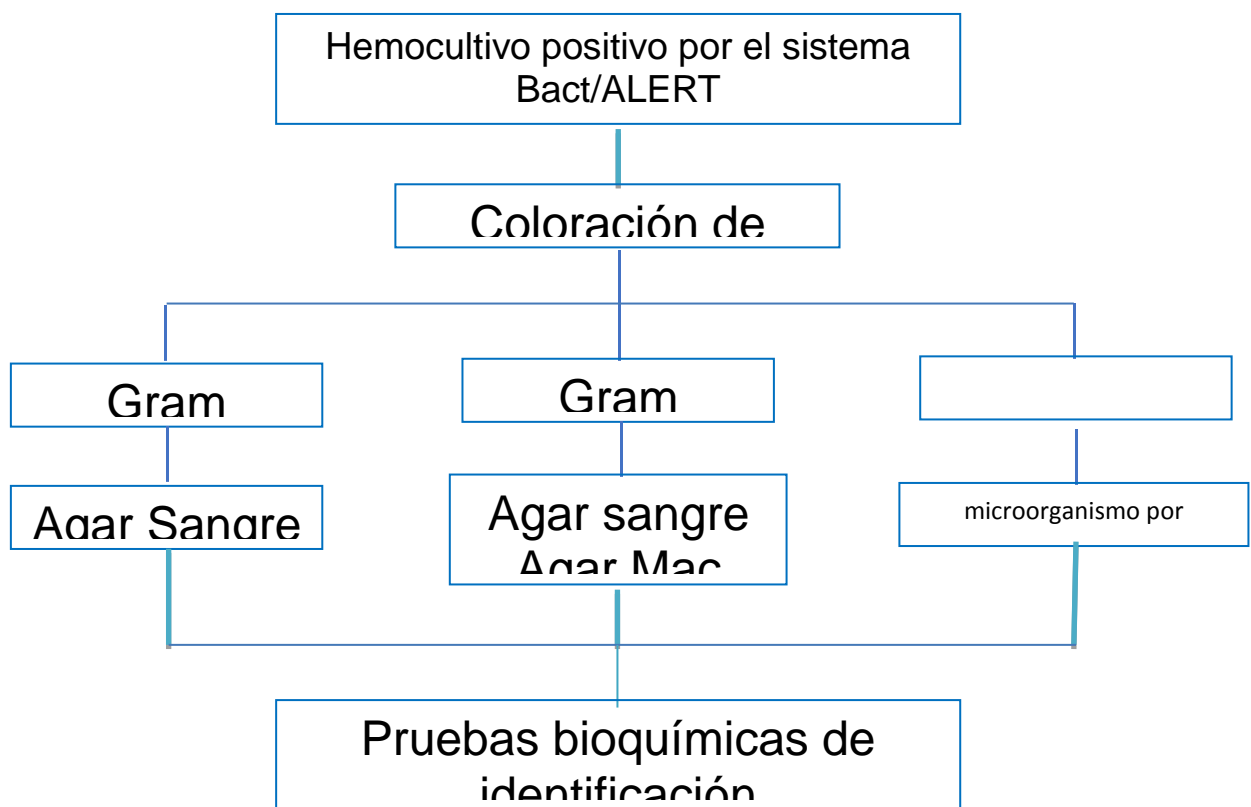 Hemocultivo positivo por el sistema
Bact/ALERT
Coloración de
Gram
Gram
Agar Sangre
Agar sangre
Agar Mac
microorganismo por
Pruebas bioquímicas de
identificación